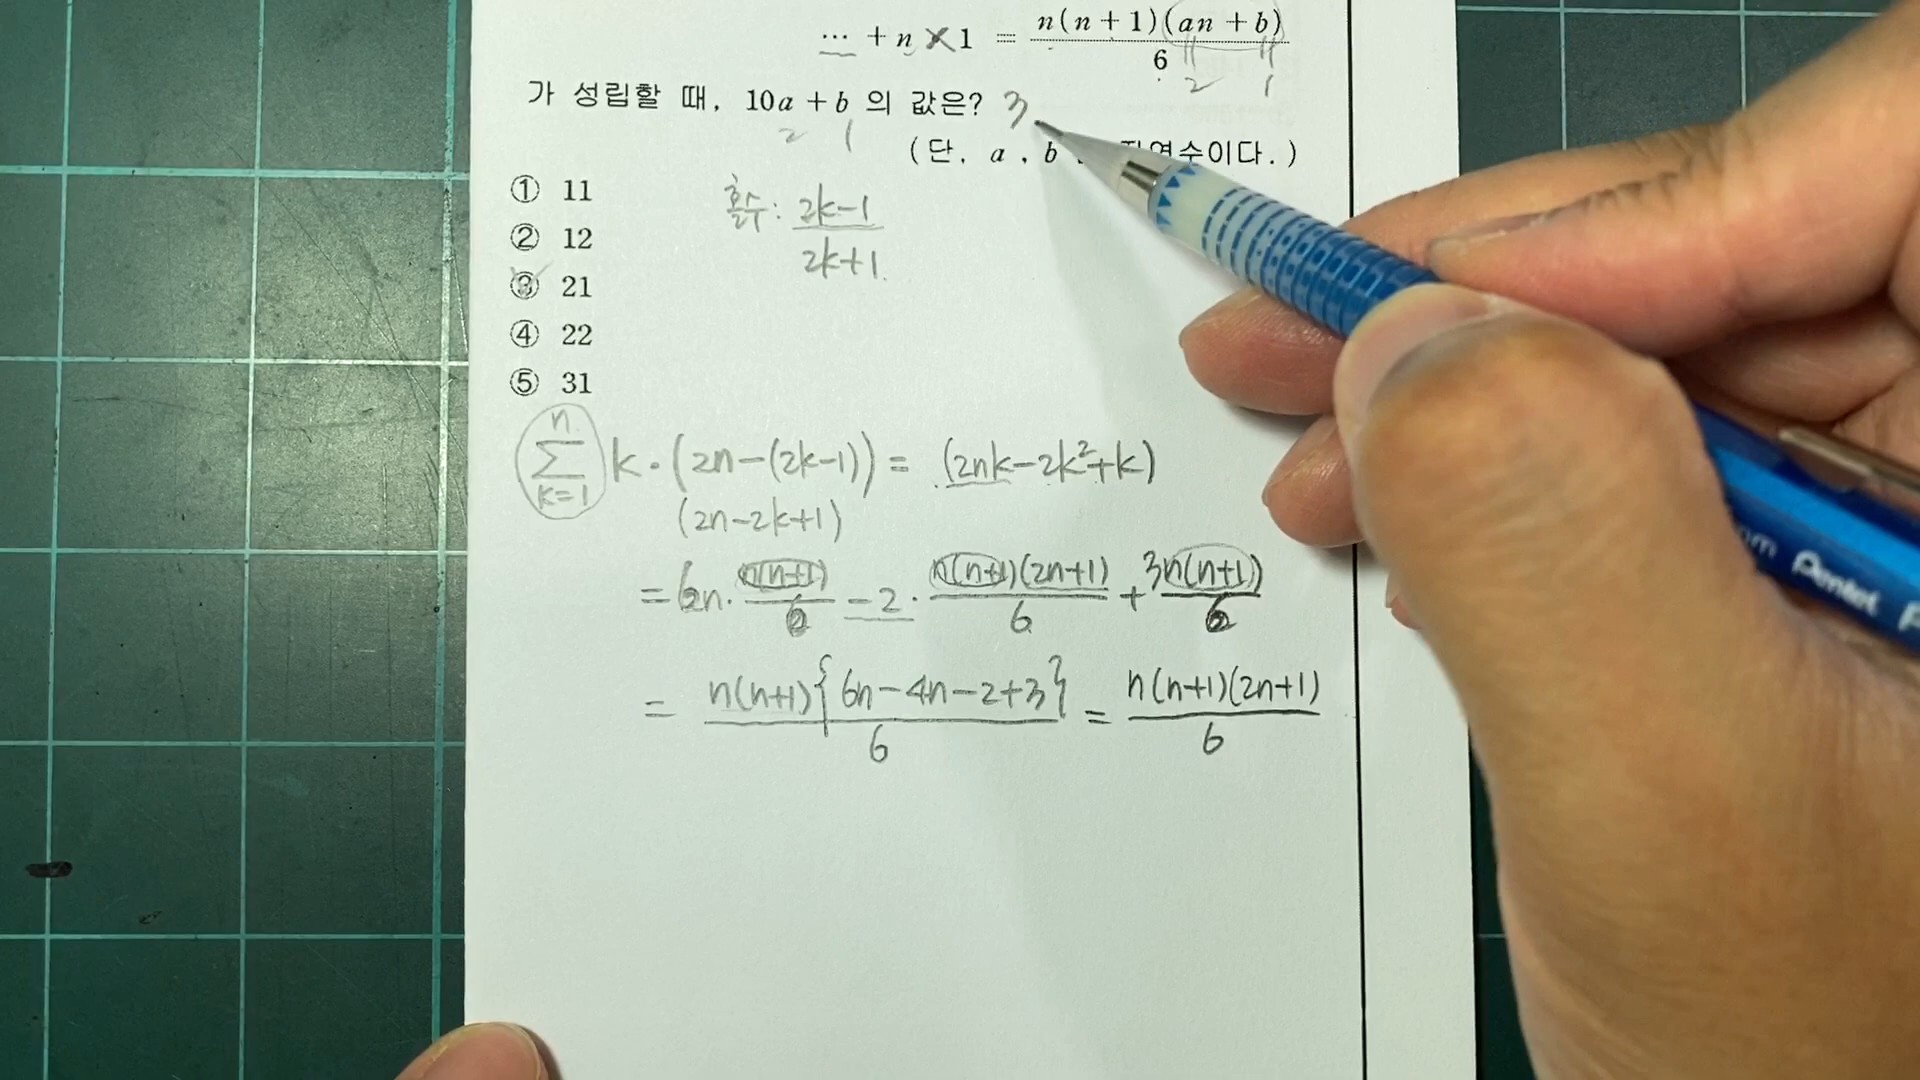 … + n × 1 = n(n+1)(an+b) / 6
2 1
가 성립할 때, 10a + b 의 값은? 3
2 1
(단, a, b 자연수이다.)
① 11
② 12
③ 21
④ 22
⑤ 31
홀수: 2k-1
2k+1
n Σ k=1 k·(2n-(2k-1)) = (2nk-2k²+k)
(2n-2k+1)
= 6n· n(n+1)/6 - 2· n(n+1)(2n+1)/6 + 3n(n+1)/6
= n(n+1){6n-4n-2+3}/6 = n(n+1)(2n+1)/6
Pentel